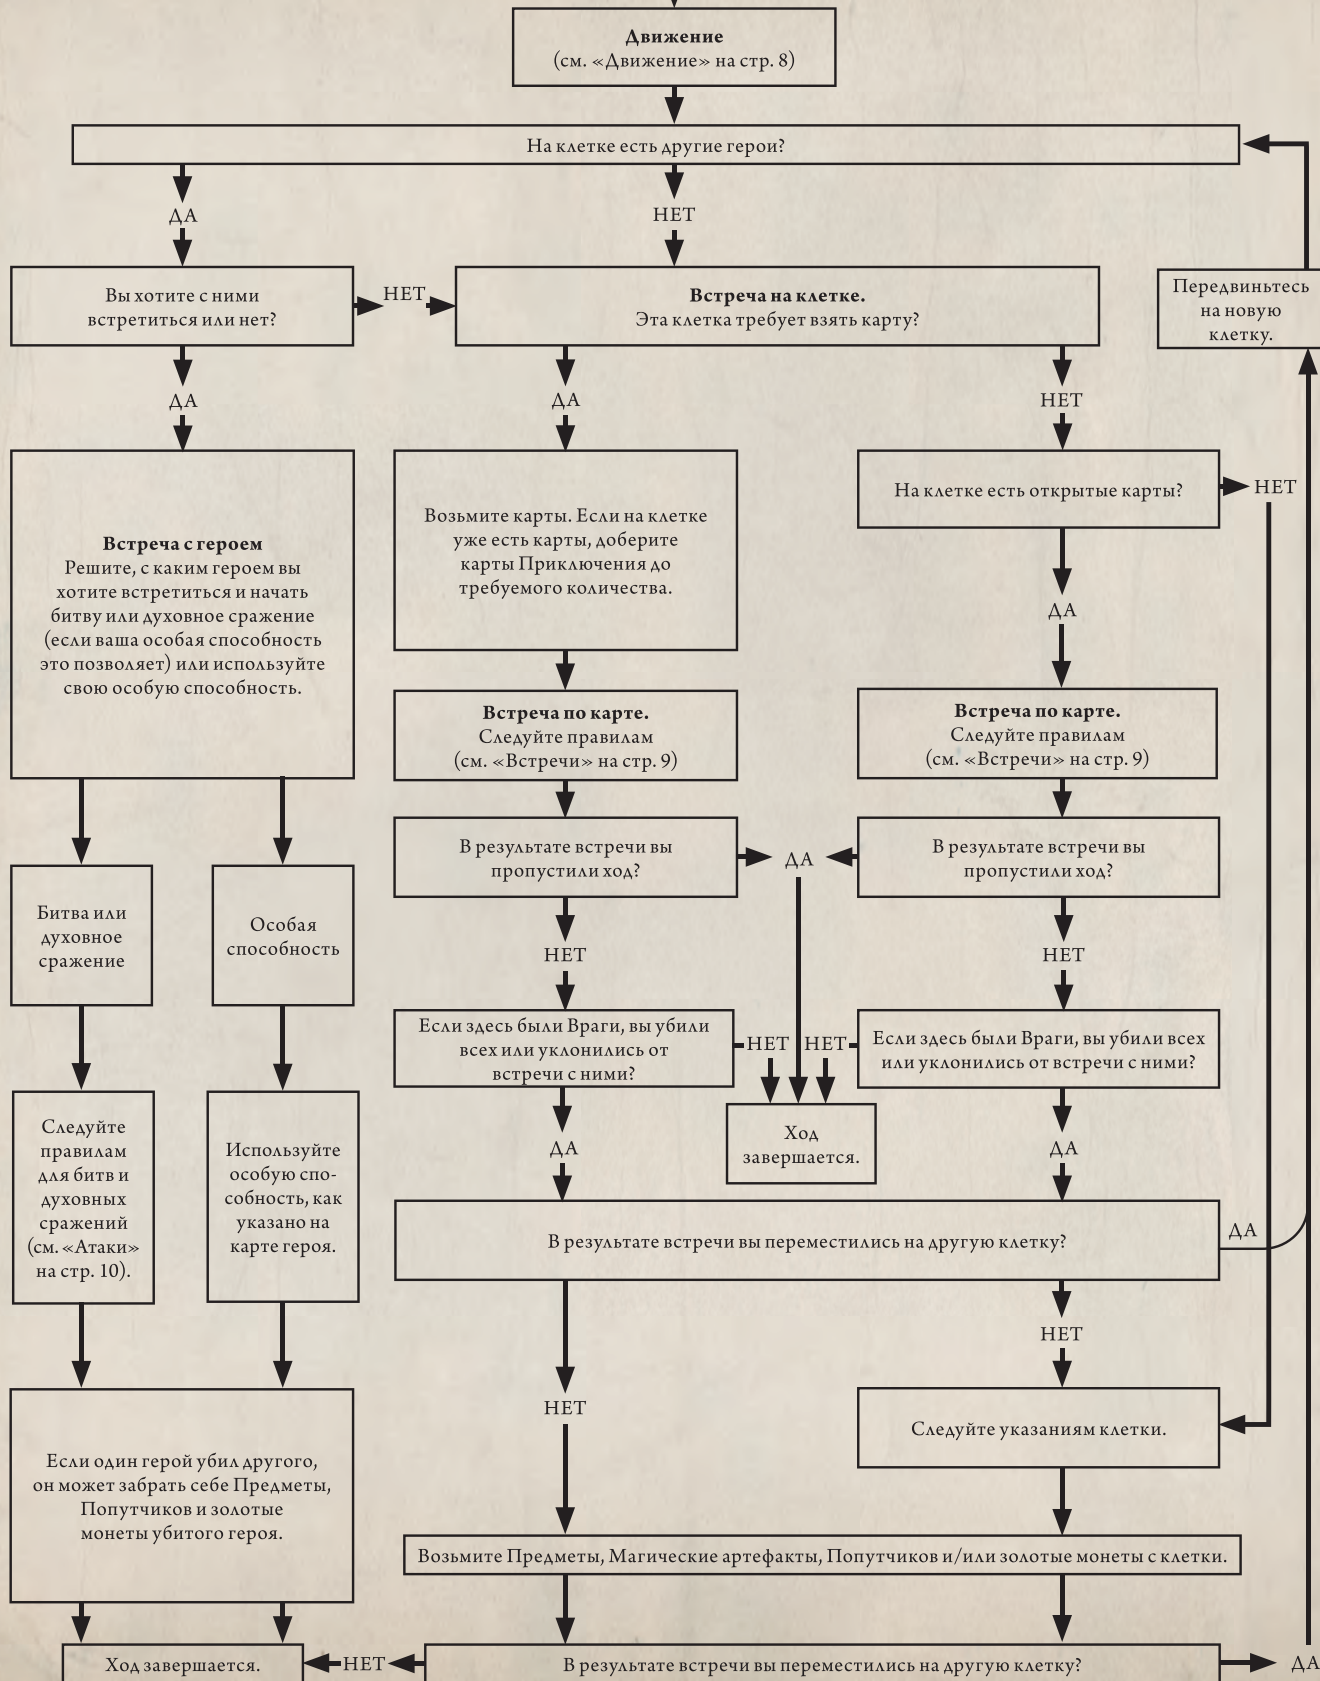 Движение
(см. «Движение» на стр. 8)
На клетке есть другие герои?
ДА
НЕТ
Вы хотите с ними
встретиться или нет?
НЕТ
Встреча на клетке.
Эта клетка требует взять карту?
Передвиньтесь
на новую
клетку.
ДА
ДА
НЕТ
Встреча с героем
Решите, с каким героем вы
хотите встретиться и начать
битву или духовное сражение
(если ваша особая способность
это позволяет) или используйте
свою особую способность.
Возьмите карты. Если на клетке
уже есть карты, доберите
карты Приключения до
требуемого количества.
На клетке есть открытые карты?
НЕТ
ДА
Встреча по карте.
Следуйте правилам
(см. «Встречи» на стр. 9)
Встреча по карте.
Следуйте правилам
(см. «Встречи» на стр. 9)
В результате встречи вы
пропустили ход?
ДА
В результате встречи вы
пропустили ход?
Битва или
духовное
сражение
Особая
способность
НЕТ
НЕТ
Если здесь были Враги, вы убили
всех или уклонились от
встречи с ними?
НЕТ
НЕТ
Если здесь были Враги, вы убили всех
или уклонились от встречи с ними?
Следуйте
правилам
для битв и
духовных
сражений
(см. «Атаки»
на стр. 10).
Используйте
особую спо-
собность, как
указано на
карте героя.
ДА
Ход
завершается.
ДА
В результате встречи вы переместились на другую клетку?
ДА
НЕТ
НЕТ
Если один герой убил другого,
он может забрать себе Предметы,
Попутчиков и золотые
монеты убитого героя.
Следуйте указаниям клетки.
Возьмите Предметы, Магические артефакты, Попутчиков и/или золотые монеты с клетки.
Ход завершается.
НЕТ
В результате встречи вы переместились на другую клетку?
ДА